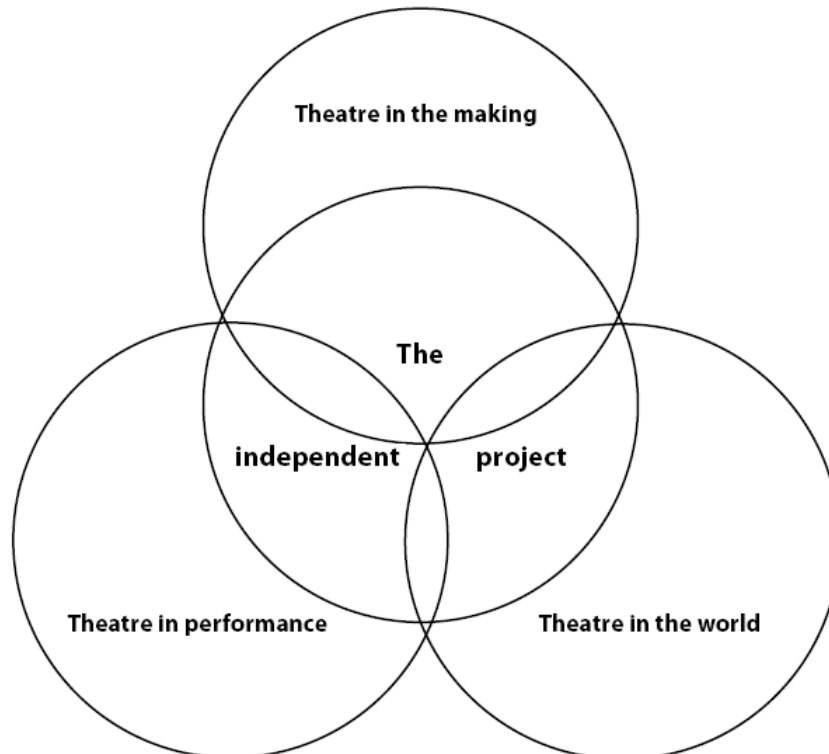 Theatre in the making
The
independent project
Theatre in performance
Theatre in the world